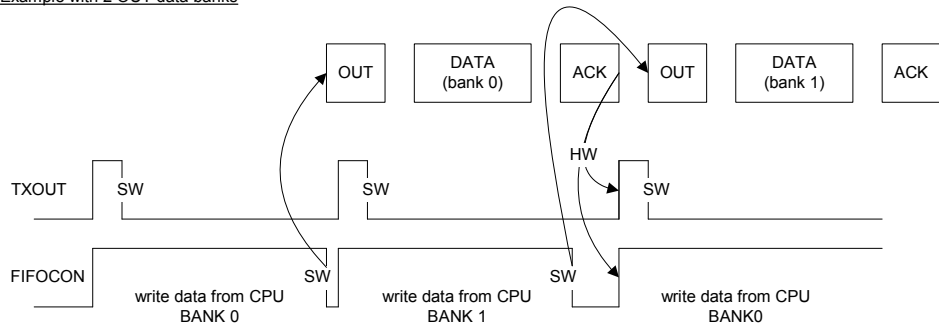 Example with 2 OUT data banks
OUT
DATA
(bank 0)
ACK
OUT
DATA
(bank 1)
ACK
HW
TXOUT
SW
SW
SW
FIFOCON
SW
SW
write data from CPU
BANK 0
write data from CPU
BANK 1
write data from CPU
BANK0